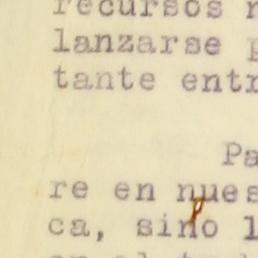 recursos
lanzarse
tante entr
Pa
re en nues
ca, sino l